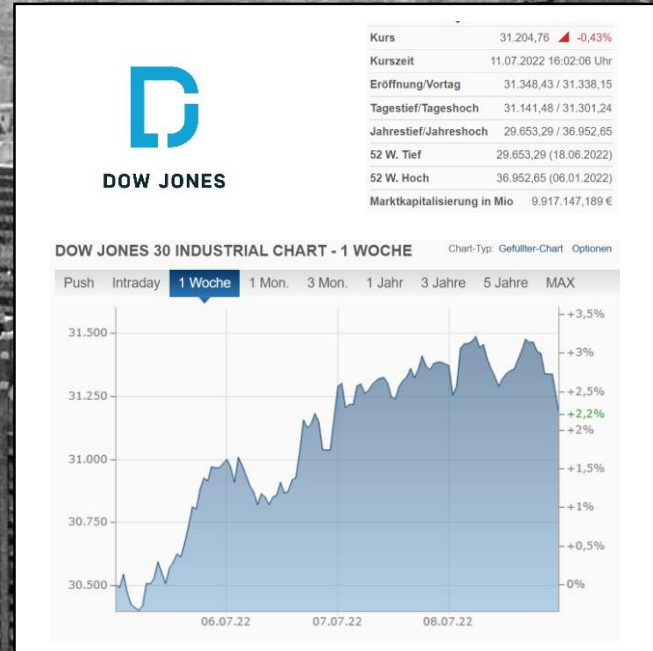 DOW JONES
Kurs 31.204,76 -0,43%
Kurszeit 11.07.2022 16:02:06 Uhr
Eröffnung/Vortag 31.348,43 / 31.338,15
Tagestief/Tageshoch 31.141,48 / 31.301,24
Jahrestief/Jahreshoch 29.653,29 / 36.952,65
52 W. Tief 29.653,29 (18.06.2022)
52 W. Hoch 36.952,65 (06.01.2022)
Marktkapitalisierung in Mio 9.917.147,189 €
DOW JONES 30 INDUSTRIAL CHART - 1 WOCHE Chart-Typ: Gefüllter-Chart Optionen
Push Intraday 1 Woche 1 Mon. 3 Mon. 1 Jahr 3 Jahre 5 Jahre MAX
+3,5%
31.500
+3%
31.250 +2,5%
+2,2%
+2%
31.000
+1,5%
+1%
30.750
+0,5%
30.500 0%
06.07.22 07.07.22 08.07.22